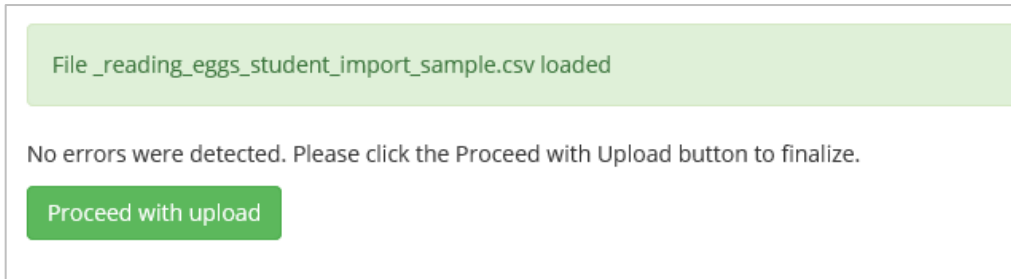 File _reading_eggs_student_import_sample.csv loaded
No errors were detected. Please click the Proceed with Upload button to finalize.
Proceed with upload